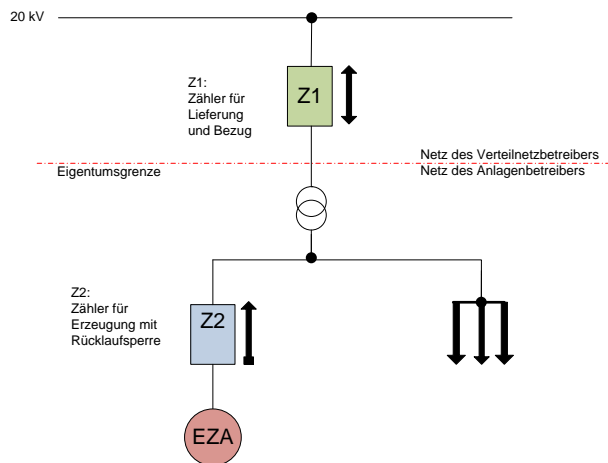 20 kV
Z1:
Zähler für
Lieferung
und Bezug
Z1
Netz des Verteilnetzbetreibers
Eigentumsgrenze
Netz des Anlagenbetreibers
Z2:
Zähler für
Erzeugung mit
Rücklaufsperre
Z2
EZA